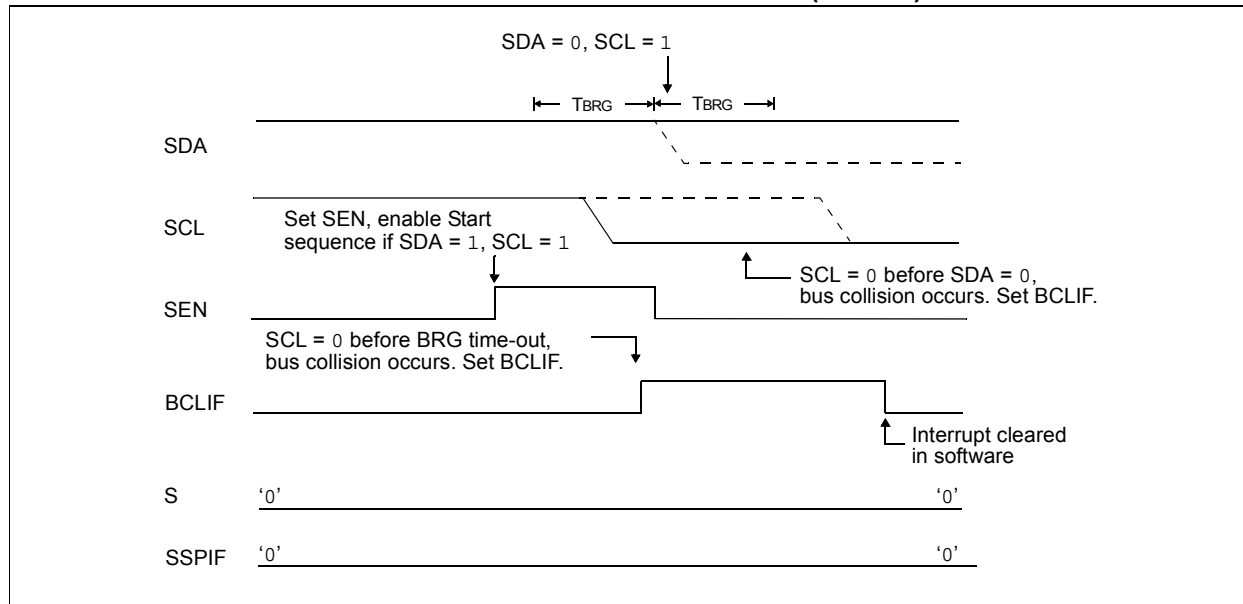 SDA = 0, SCL = 1
TBRG TBRG
SDA
SCL
Set SEN, enable Start
sequence if SDA = 1, SCL = 1
SCL = 0 before SDA = 0,
bus collision occurs. Set BCLIF.
SEN
SCL = 0 before BRG time-out,
bus collision occurs. Set BCLIF.
BCLIF
Interrupt cleared
in software
S ‘0’ ‘0’
SSPIF ‘0’ ‘0’